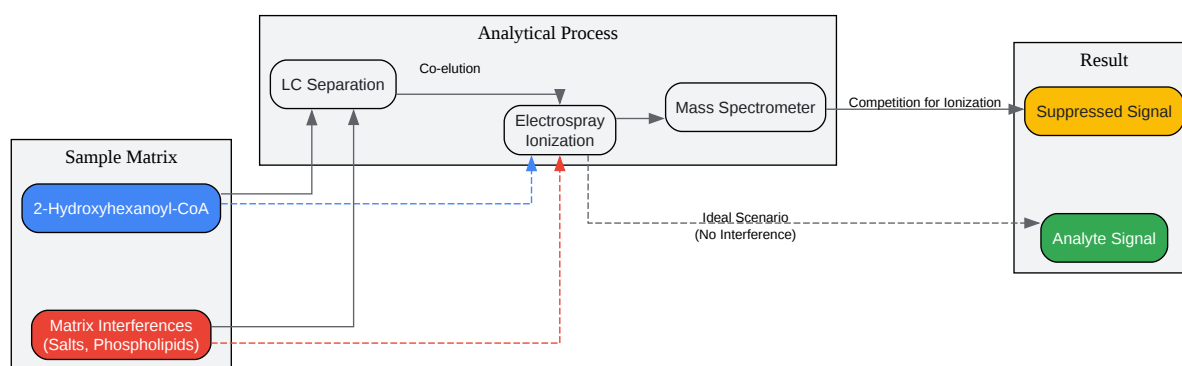 Analytical Process
LC Separation
Co-elution
Electrospray
Ionization
Mass Spectrometer
Competition for Ionization
Result
Suppressed Signal
Sample Matrix
2-Hydroxyhexanoyl-CoA
Ideal Scenario
(No Interference)
Analyte Signal
Matrix Interferences
(Salts, Phospholipids)